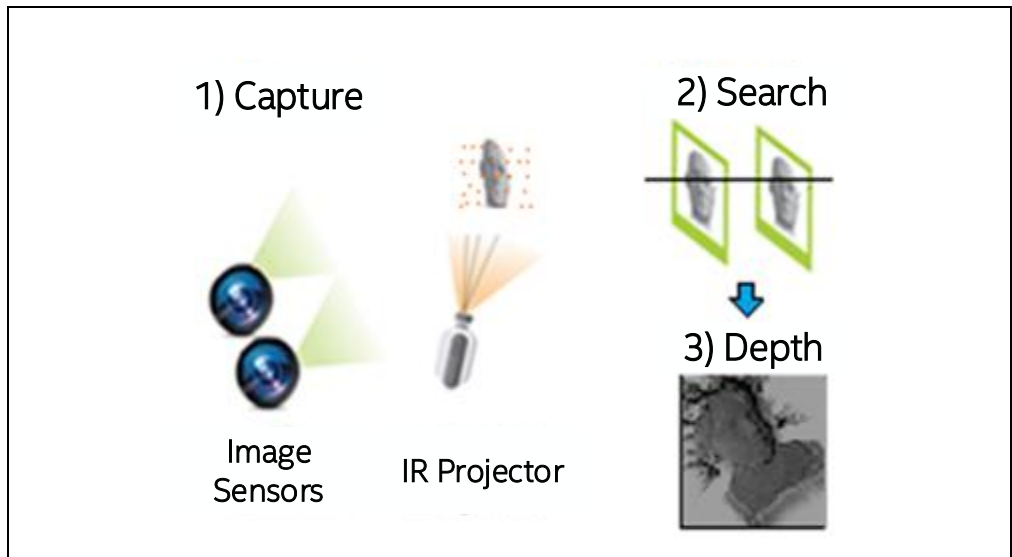 1) Capture
Image
Sensors
IR Projector
2) Search
3) Depth